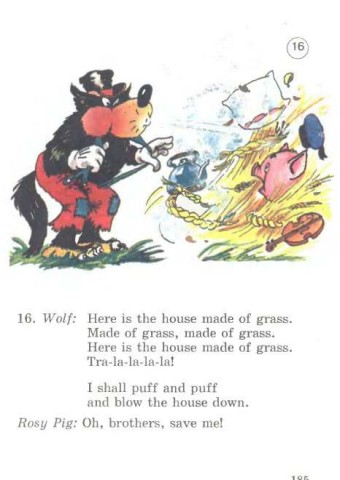 16
16. Wolf: Here is the house made of grass.
Made of grass, made of grass.
Here is the house made of grass.
Tra-la-la-la-la!
I shall puff and puff
and blow the house down.
Rosy Pig: Oh, brothers, save me!
185